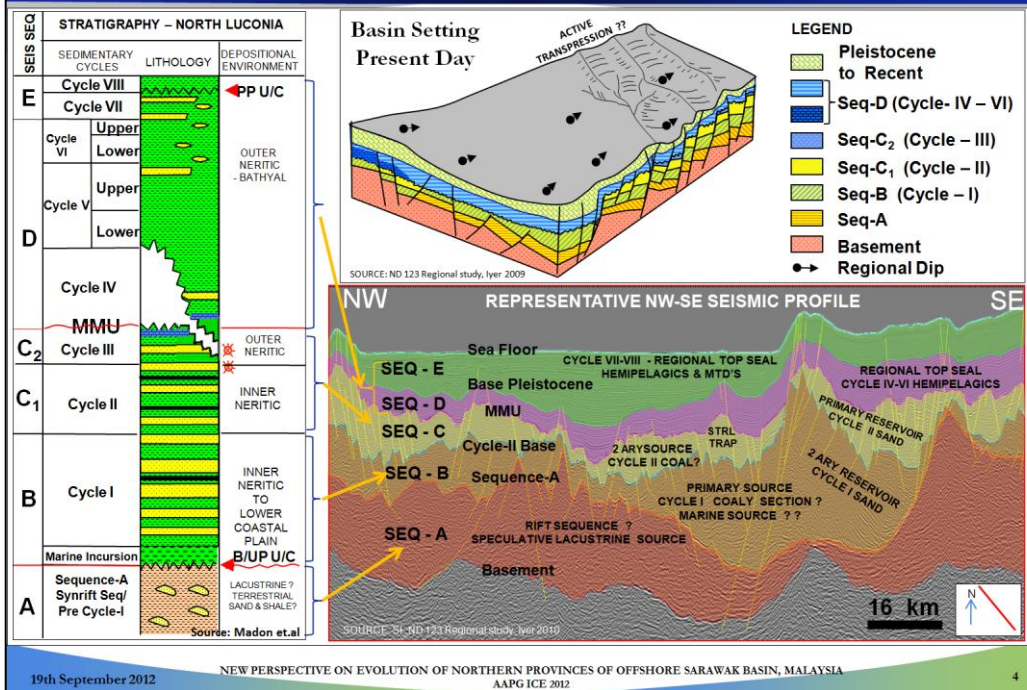 STRATIGRAPHY – NORTH LUCONIA
SEIS SEQ
SEDIMENTARY
CYCLES
LITHOLOGY
DEPOSITIONAL
ENVIRONMENT
E
Cycle VIII
Cycle VII
PP U/C
D
Cycle
VI
Upper
Lower
Cycle V
Upper
Lower
Cycle IV
OUTER
NERITIC
- BATHYAL
MMU
C2
Cycle III
OUTER
NERITIC
C1
Cycle II
INNER
NERITIC
B
Cycle I
INNER
NERITIC
TO
LOWER
COASTAL
PLAIN
Marine Incursion
B/UP U/C
A
Sequence-A
Synrift Seq/
Pre Cycle-I
LACUSTRINE ?
TERRESTRIAL
SAND & SHALE?
Source: Madon et.al
Basin Setting
Present Day
ACTIVE
TRANSPRESSION ??
SOURCE: ND 123 Regional study, Iyer 2009
LEGEND
Pleistocene
to Recent
Seq-D (Cycle- IV – VI)
Seq-C2 (Cycle – III)
Seq-C1 (Cycle – II)
Seq-B (Cycle – I)
Seq-A
Basement
Regional Dip
NW
REPRESENTATIVE NW-SE SEISMIC PROFILE
SE
Sea Floor
SEQ - E
CYCLE VII-VIII - REGIONAL TOP SEAL
HEMIPELAGICS & MTD'S
Base Pleistocene
REGIONAL TOP SEAL
CYCLE IV-VI HEMIPELAGICS
SEQ - D
MMU
SEQ - C
STRL
TRAP
PRIMARY RESERVOIR
CYCLE II SAND
Cycle-II Base
2 ARYSOURCE
CYCLE II COAL?
SEQ - B
Sequence-A
PRIMARY SOURCE
CYCLE I COALY SECTION ?
MARINE SOURCE ? ?
2 ARY RESERVOIR
CYCLE I SAND
SEQ - A
RIFT SEQUENCE ?
SPECULATIVE LACUSTRINE SOURCE
Basement
16 km
N
SOURCE: SI, ND 123 Regional study, Iyer 2010
19th September 2012
NEW PERSPECTIVE ON EVOLUTION OF NORTHERN PROVINCES OF OFFSHORE SARAWAK BASIN, MALAYSIA
AAPG ICE 2012
4